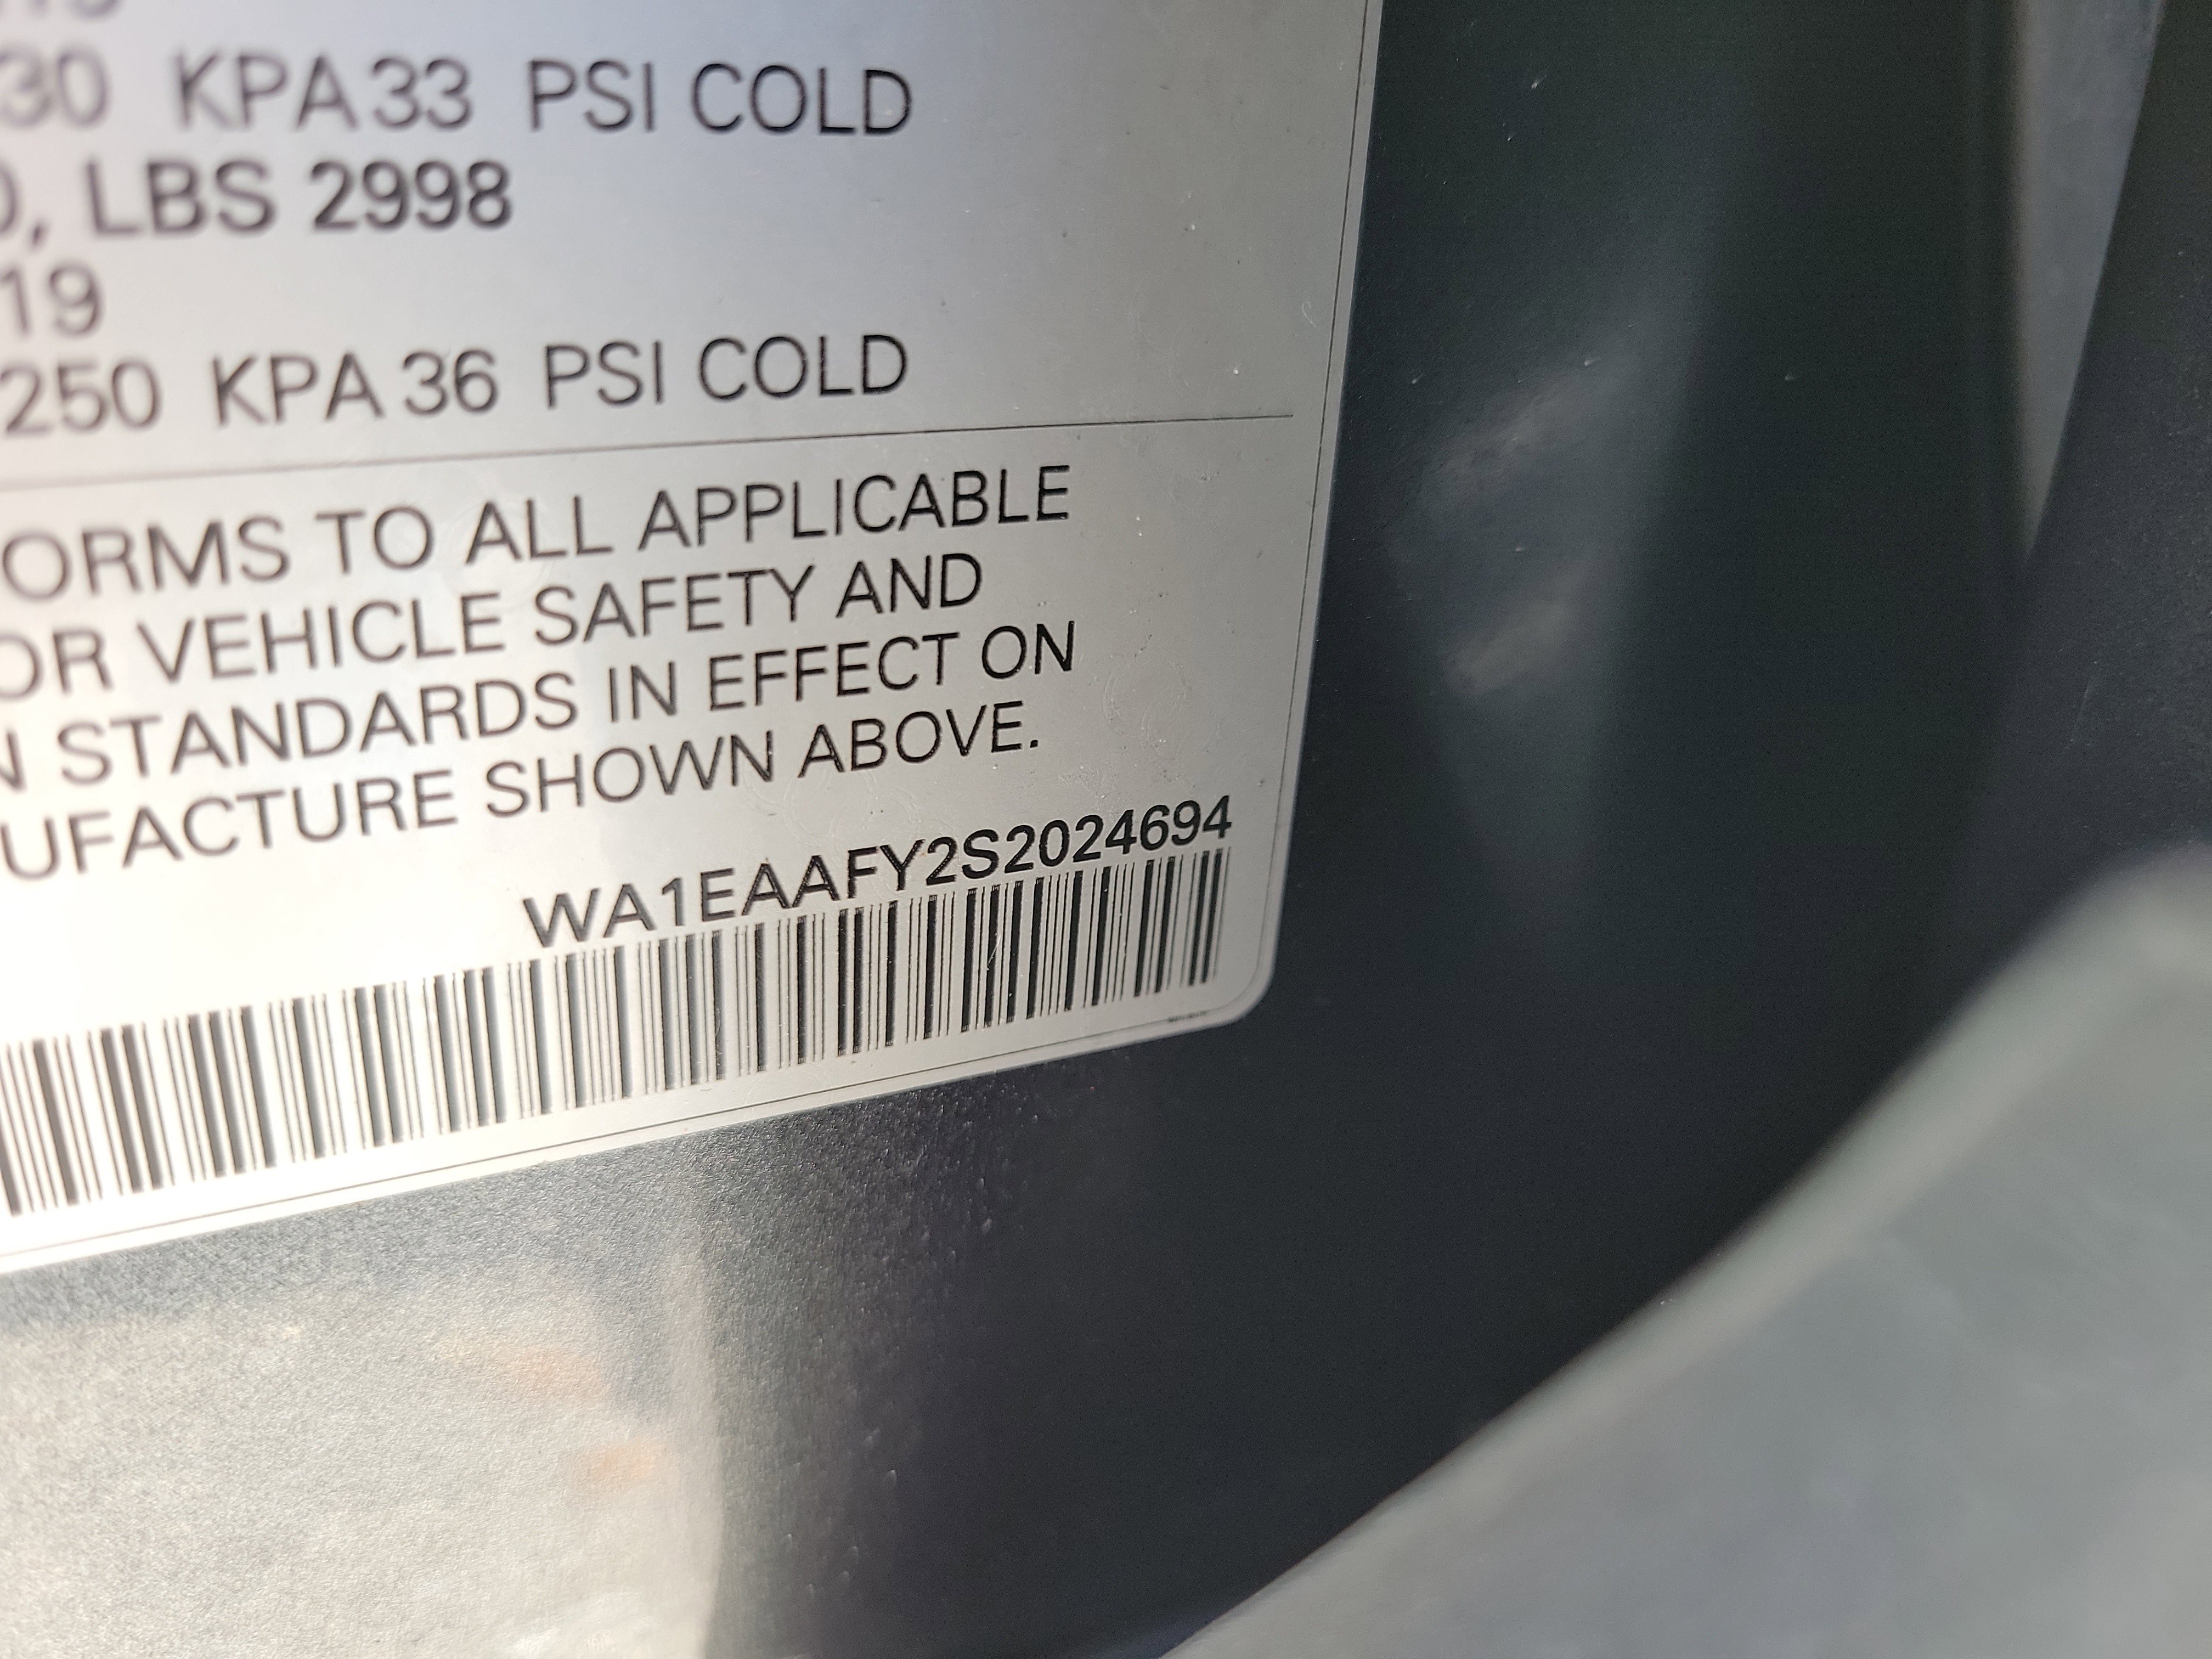 30 KPA 33 PSI COLD
, LBS 2998
19
250 KPA 36 PSI COLD
ORMS TO ALL APPLICABLE
OR VEHICLE SAFETY AND
N STANDARDS IN EFFECT ON
UFACTURE SHOWN ABOVE.
WA1EAAFY2S2024694